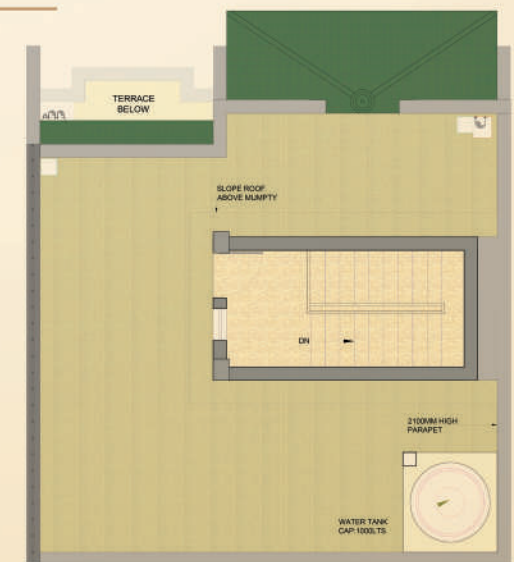 TERRACE
BELOW
SLOPE ROOF
ABOVE MUMPTY
DN
2100MM HIGH
PARAPET
WATER TANK
CAP:1000LTS.